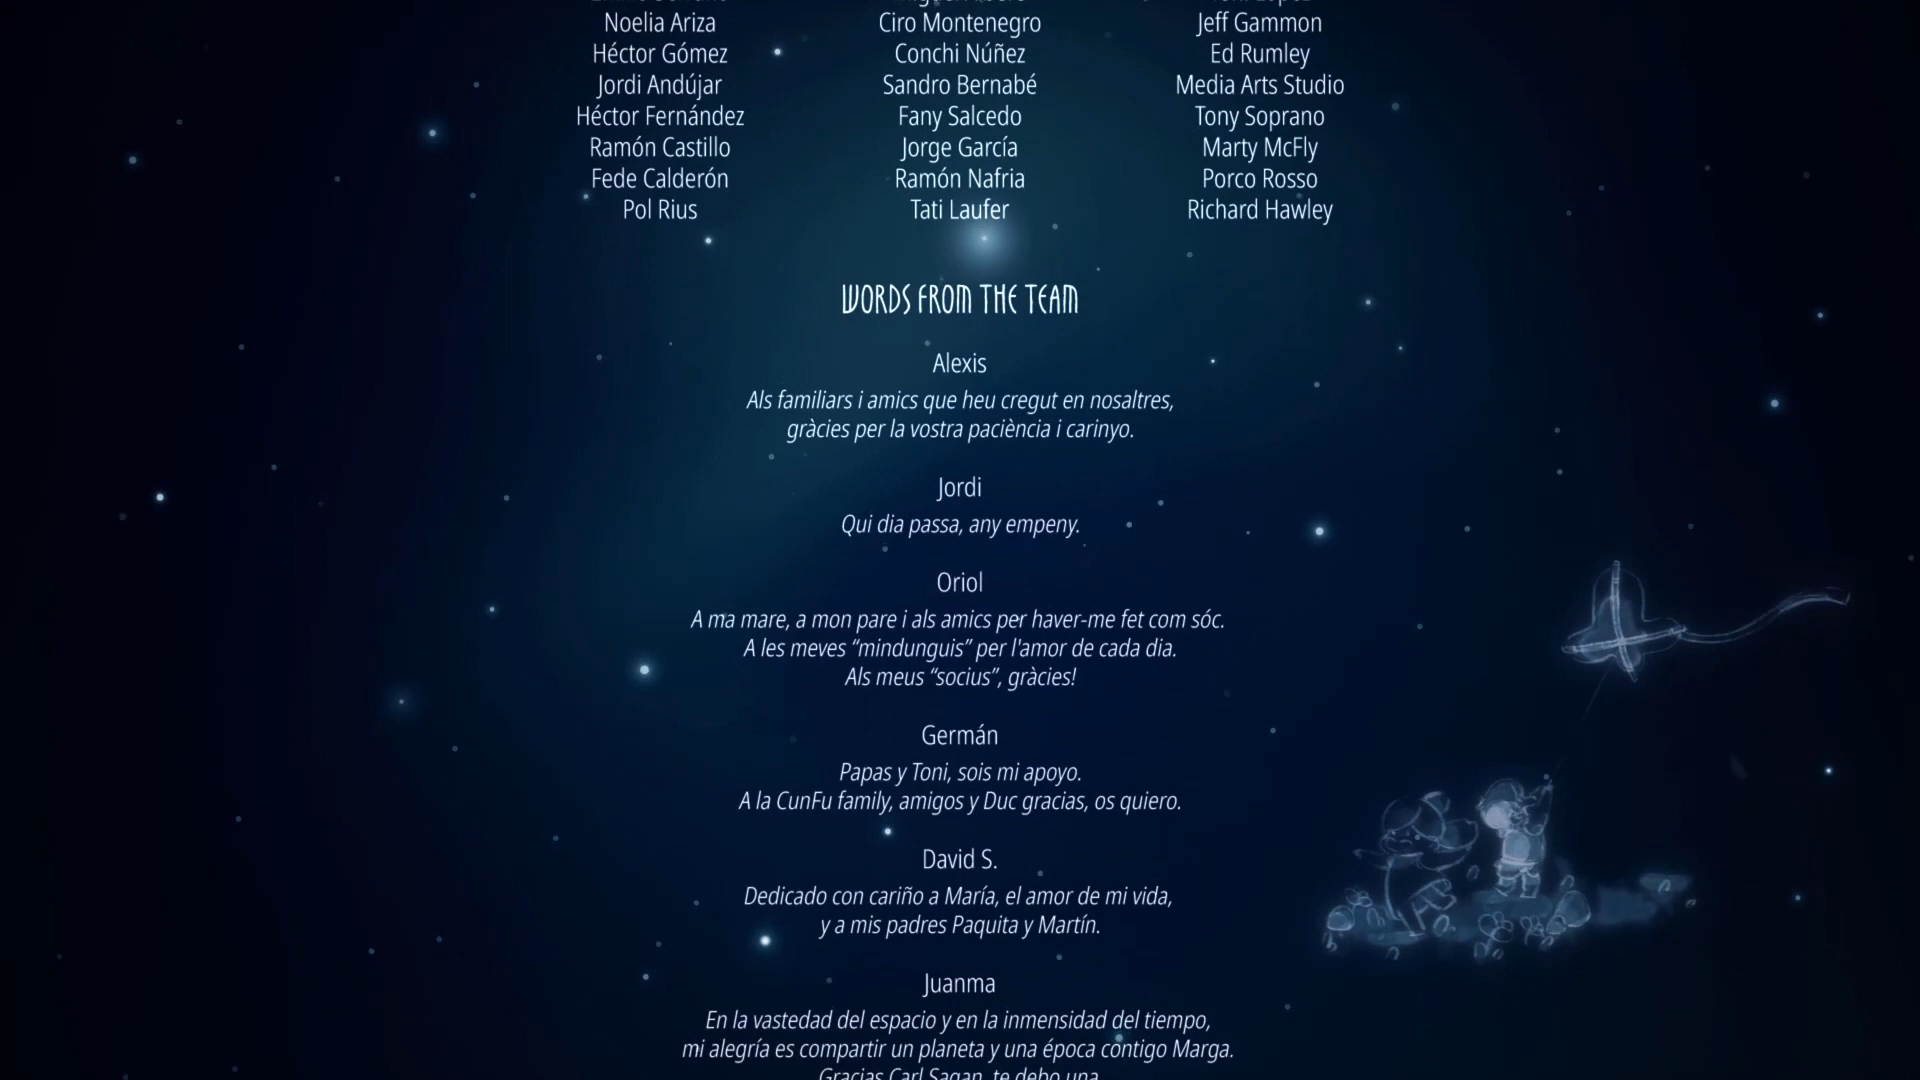 Noelia Ariza Ciro Montenegro Jeff Gammon
Héctor Gómez Conchi Núñez Ed Rumley
Jordi Andújar Sandro Bernabé Media Arts Studio
Héctor Fernández Fany Salcedo Tony Soprano
Ramón Castillo Jorge García Marty McFly
Fede Calderón Ramón Nafria Porco Rosso
Pol Rius Tati Laufer Richard Hawley
WORDS FROM THE TEAM
Alexis
Als familiars i amics que heu cregut en nosaltres,
gràcies per la vostra paciència i carinyo.
Jordi
Qui dia passa, any empeny.
Oriol
A ma mare, a mon pare i als amics per haver-me fet com sóc.
A les meves “mindunguis” per l'amor de cada dia.
Als meus “socius”, gràcies!
Germán
Papas y Toni, sois mi apoyo.
A la CunFu family, amigos y Duc gracias, os quiero.
David S.
Dedicado con cariño a María, el amor de mi vida,
y a mis padres Paquita y Martín.
Juanma
En la vastedad del espacio y en la inmensidad del tiempo,
mi alegría es compartir un planeta y una época contigo Marga.
Gracias Carl Sagan, te debo una.